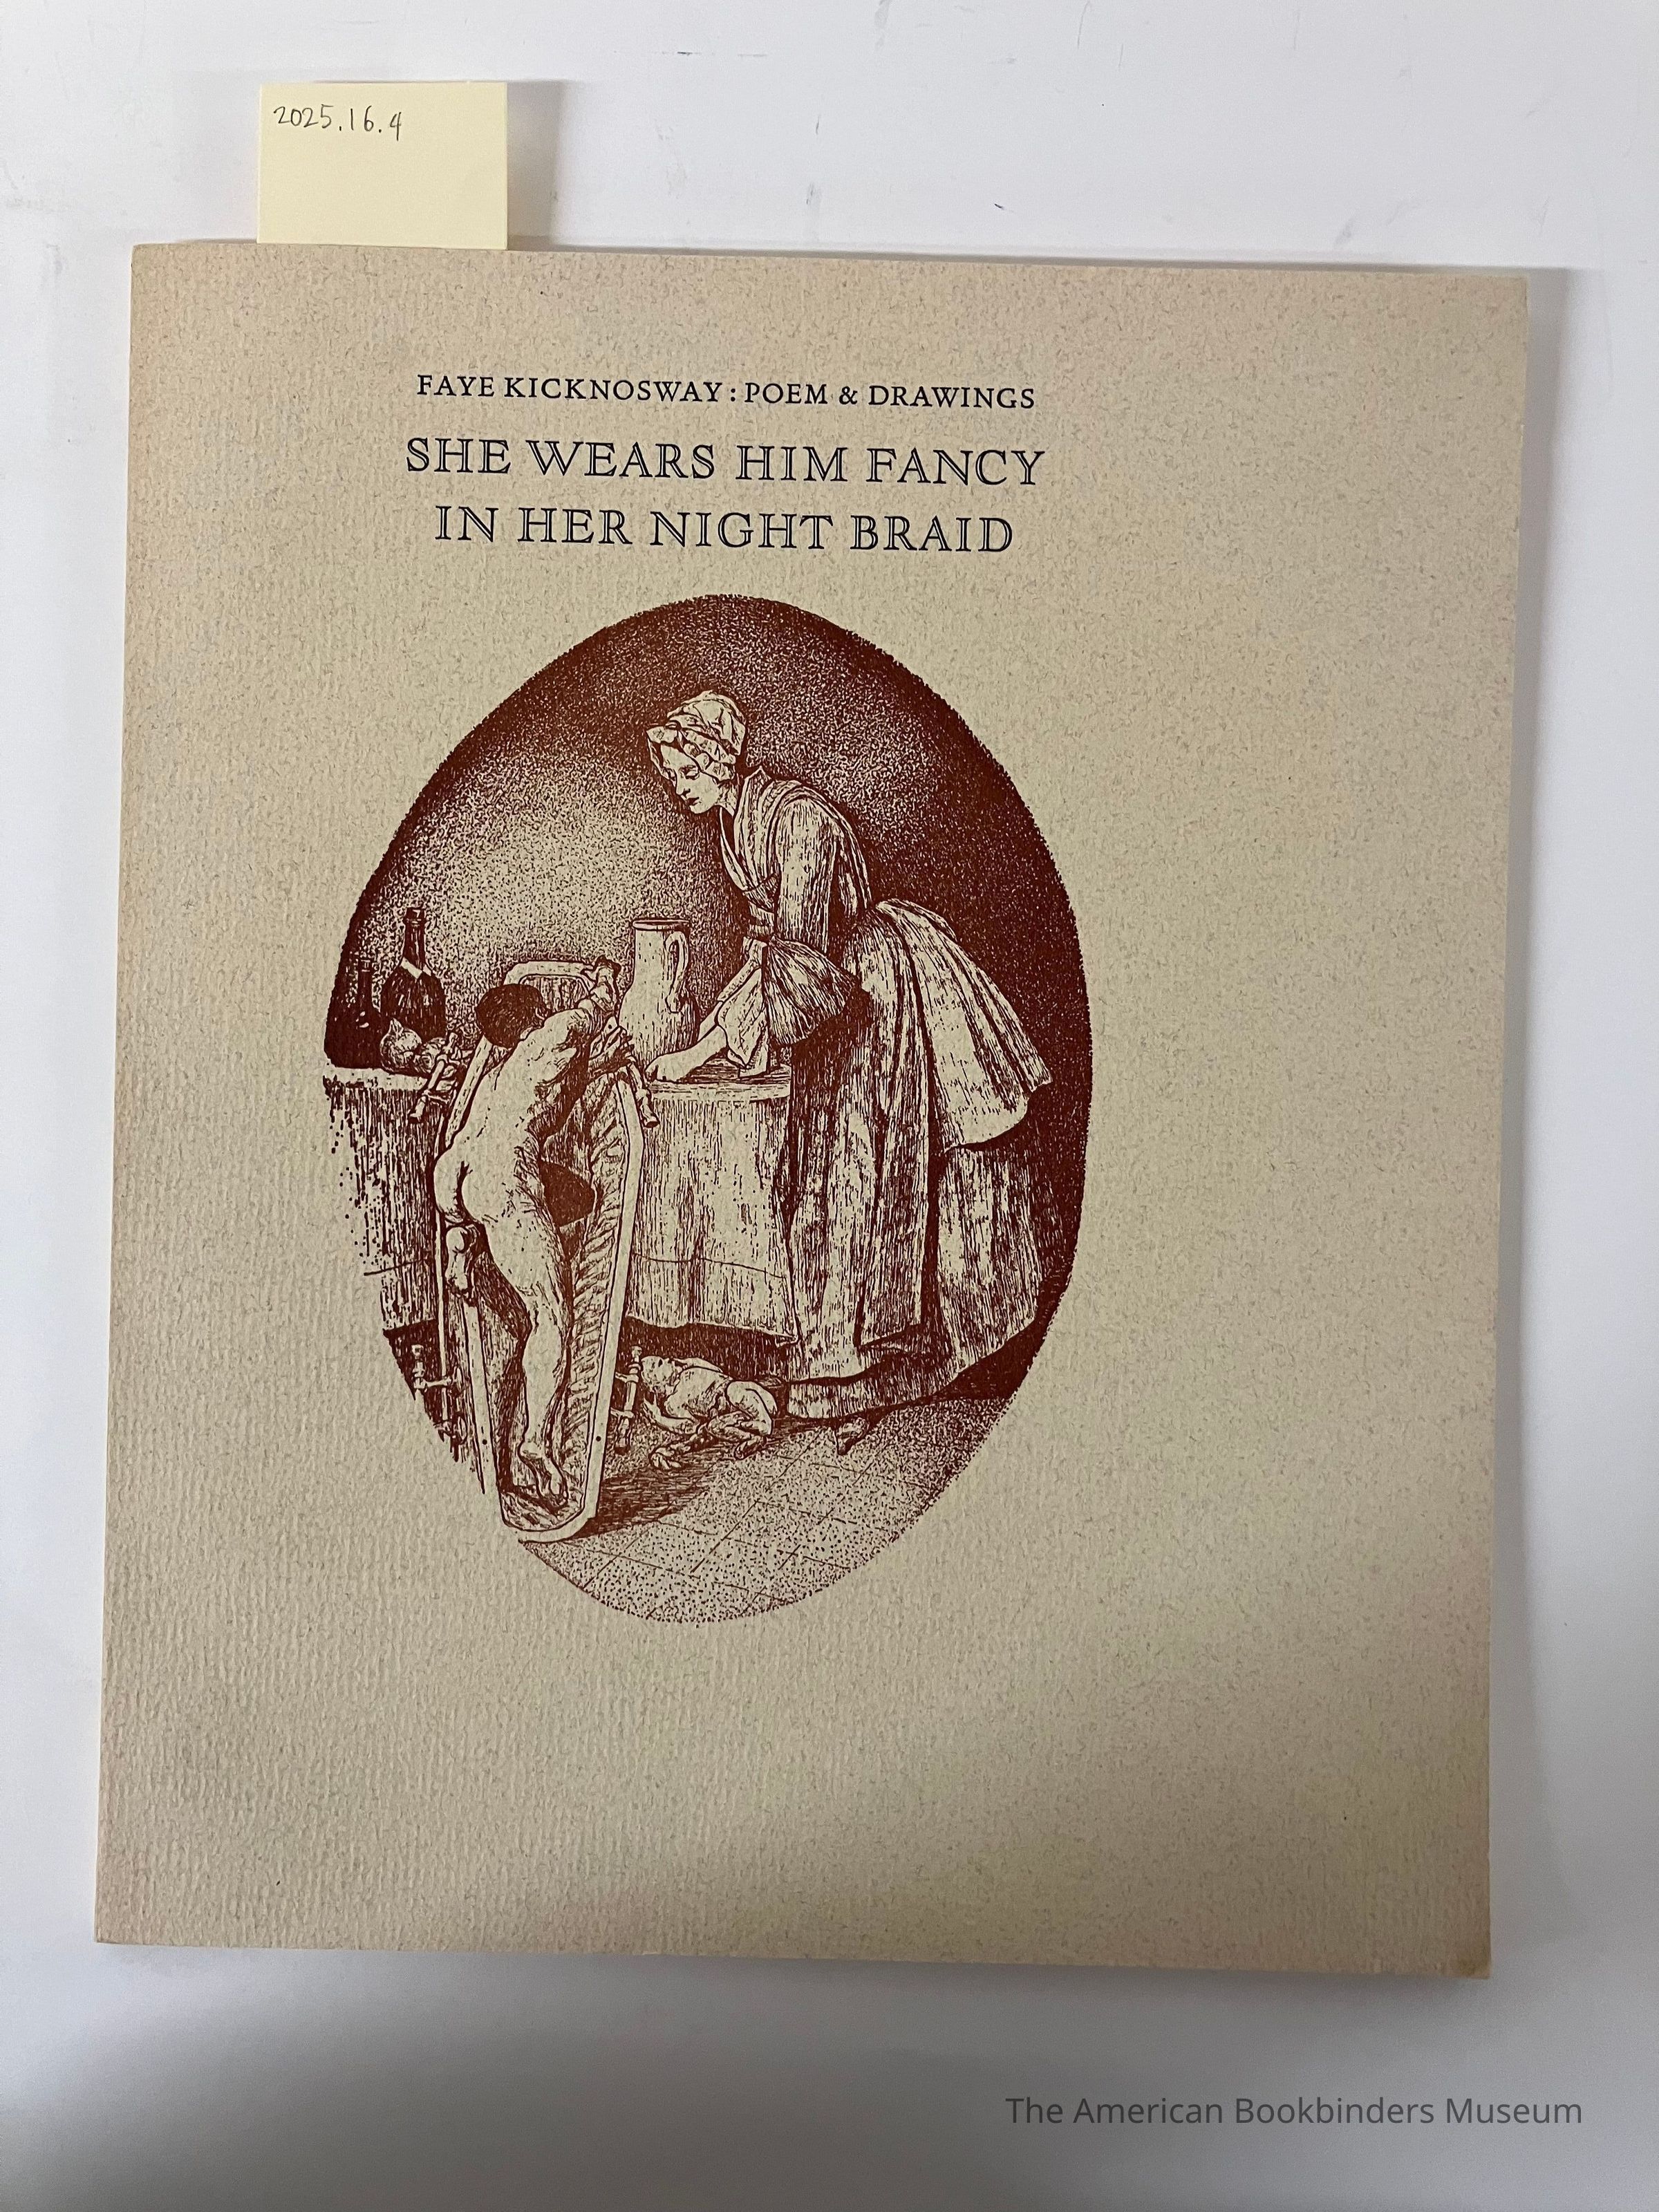 2025.16.4
FAYE KICKNOSWAY : POEM & DRAWINGS
SHE WEARS HIM FANCY
IN HER NIGHT BRAID
The American Bookbinders Museum